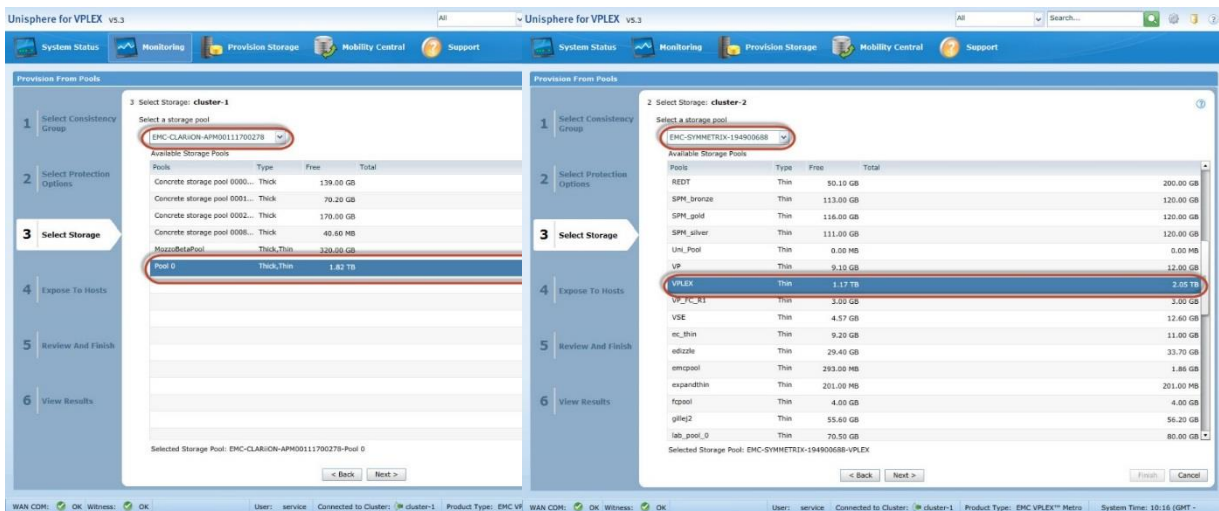 Unisphere for VPLEX v5.3
All
System Status Monitoring Provision Storage Mobility Central Support
Provision From Pools
1 Select Consistency Group
2 Select Protection Options
3 Select Storage
4 Expose To Hosts
5 Review And Finish
6 View Results
3 Select Storage: cluster-1
Select a storage pool
EMC-CLARiiON-APM00111700278
Available Storage Pools
Pools Type Free Total
Concrete storage pool 0000... Thick 139.00 GB
Concrete storage pool 0001... Thick 70.20 GB
Concrete storage pool 0002... Thick 170.00 GB
Concrete storage pool 0008... Thick 40.60 MB
MozzoBetaPool Thick,Thin 320.00 GB
Pool 0 Thick,Thin 1.82 TB
Selected Storage Pool: EMC-CLARiiON-APM00111700278-Pool 0
< Back Next >
WAN COM: OK Witness: OK User: service Connected to Cluster: cluster-1 Product Type: EMC VP
Unisphere for VPLEX v5.3
All Search...
System Status Monitoring Provision Storage Mobility Central Support
Provision From Pools
1 Select Consistency Group
2 Select Protection Options
3 Select Storage
4 Expose To Hosts
5 Review And Finish
6 View Results
2 Select Storage: cluster-2
Select a storage pool
EMC-SYMMETRIX-194900688
Available Storage Pools
Pools Type Free Total
REDT Thin 50.10 GB 200.00 GB
SPM_bronze Thin 113.00 GB 120.00 GB
SPM_gold Thin 116.00 GB 120.00 GB
SPM_silver Thin 111.00 GB 120.00 GB
Uni_Pool Thin 0.00 MB 0.00 MB
VP Thin 9.10 GB 12.00 GB
VPLEX Thin 1.17 TB 2.05 TB
VP_FC_R1 Thin 3.00 GB 3.00 GB
VSE Thin 4.57 GB 12.60 GB
ec_thin Thin 9.20 GB 11.00 GB
edizzle Thin 29.40 GB 33.70 GB
emcpool Thin 293.00 MB 1.86 GB
expandthin Thin 201.00 MB 201.00 MB
fcpool Thin 4.00 GB 4.00 GB
gillej2 Thin 55.60 GB 56.20 GB
lab_pool_0 Thin 70.50 GB 80.00 GB
Selected Storage Pool: EMC-SYMMETRIX-194900688-VPLEX
< Back Next > Finish Cancel
WAN COM: OK Witness: OK User: service Connected to Cluster: cluster-1 Product Type: EMC VPLEX™ Metro System Time: 10:16 (GMT -